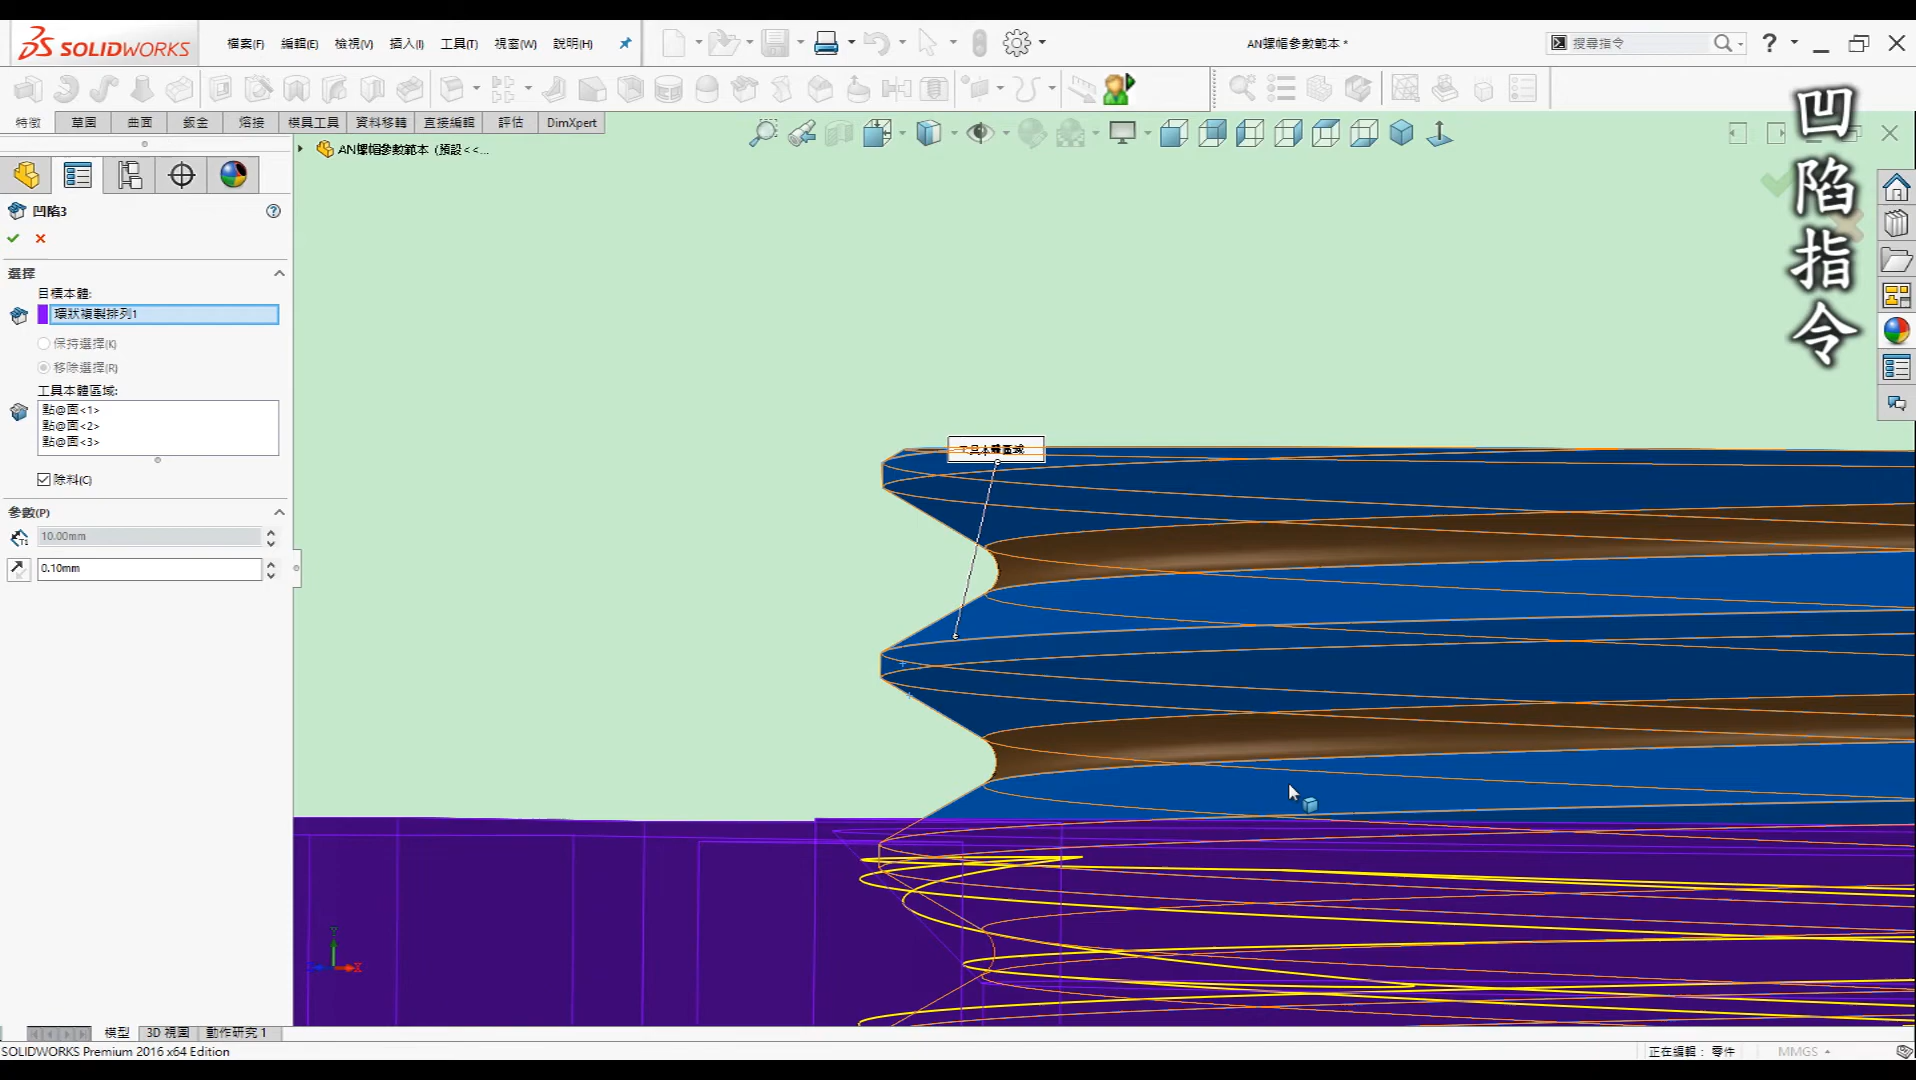 SOLIDWORKS
檔案(F) 編輯(E) 檢視(V) 插入(I) 工具(T) 視窗(W) 說明(H)
AN螺帽參數範本 *
搜尋指令
特徵 草圖 曲面 鈑金 熔接 模具工具 資料移轉 直接編輯 評估 DimXpert
AN螺帽參數範本 (預設<<...
凹陷指令
凹陷3
選擇
目標本體:
環狀複製排列1
保持選擇(K)
移除選擇(R)
工具本體區域:
點@面<1>
點@面<2>
點@面<3>
除料(C)
參數(P)
10.00mm
0.10mm
工具本體區域
模型 3D 視圖 動作研究 1
SOLIDWORKS Premium 2016 x64 Edition
正在編輯： 零件
MMGS